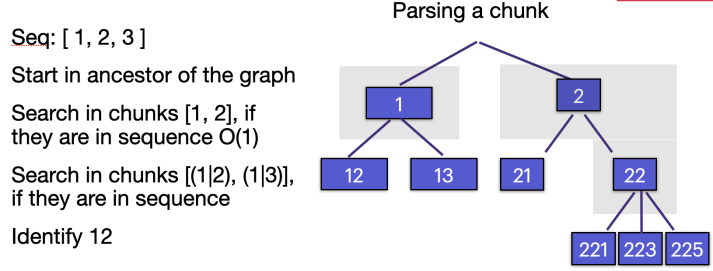 Parsing a chunk
Seq: [ 1, 2, 3 ]
Start in ancestor of the graph
Search in chunks [1, 2], if
they are in sequence O(1)
Search in chunks [(1|2), (1|3)],
if they are in sequence
Identify 12
1
2
12
13
21
22
221
223
225